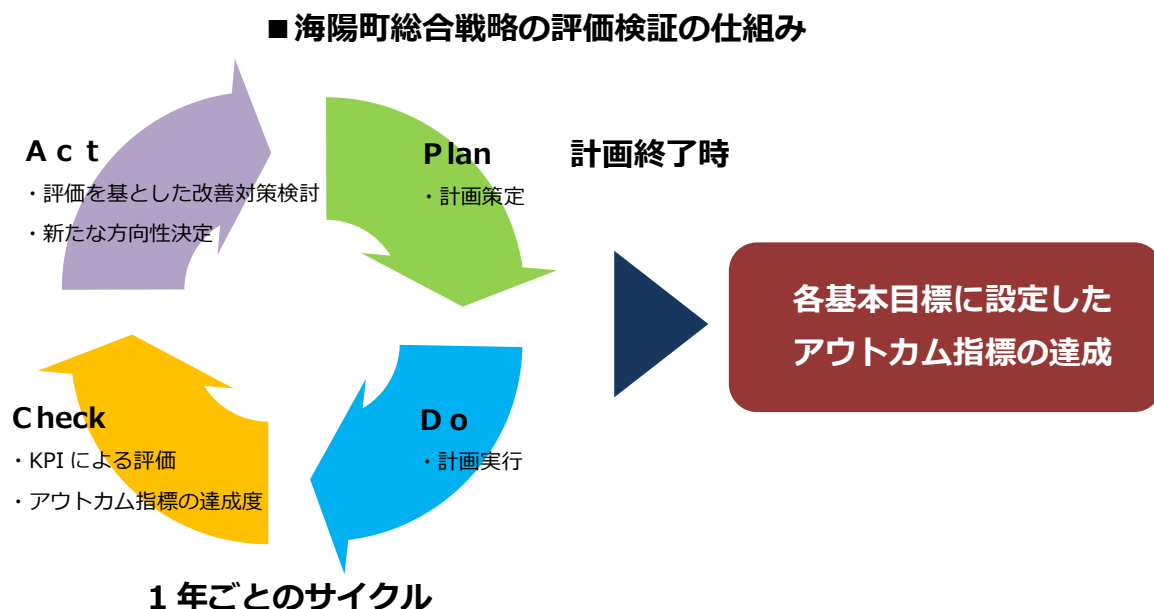 ■海陽町総合戦略の評価検証の仕組み
Act
・評価を基とした改善対策検討
・新たな方向性決定
Plan
・計画策定
計画終了時
各基本目標に設定した
アウトカム指標の達成
Check
・KPIによる評価
・アウトカム指標の達成度
Do
・計画実行
1年ごとのサイクル